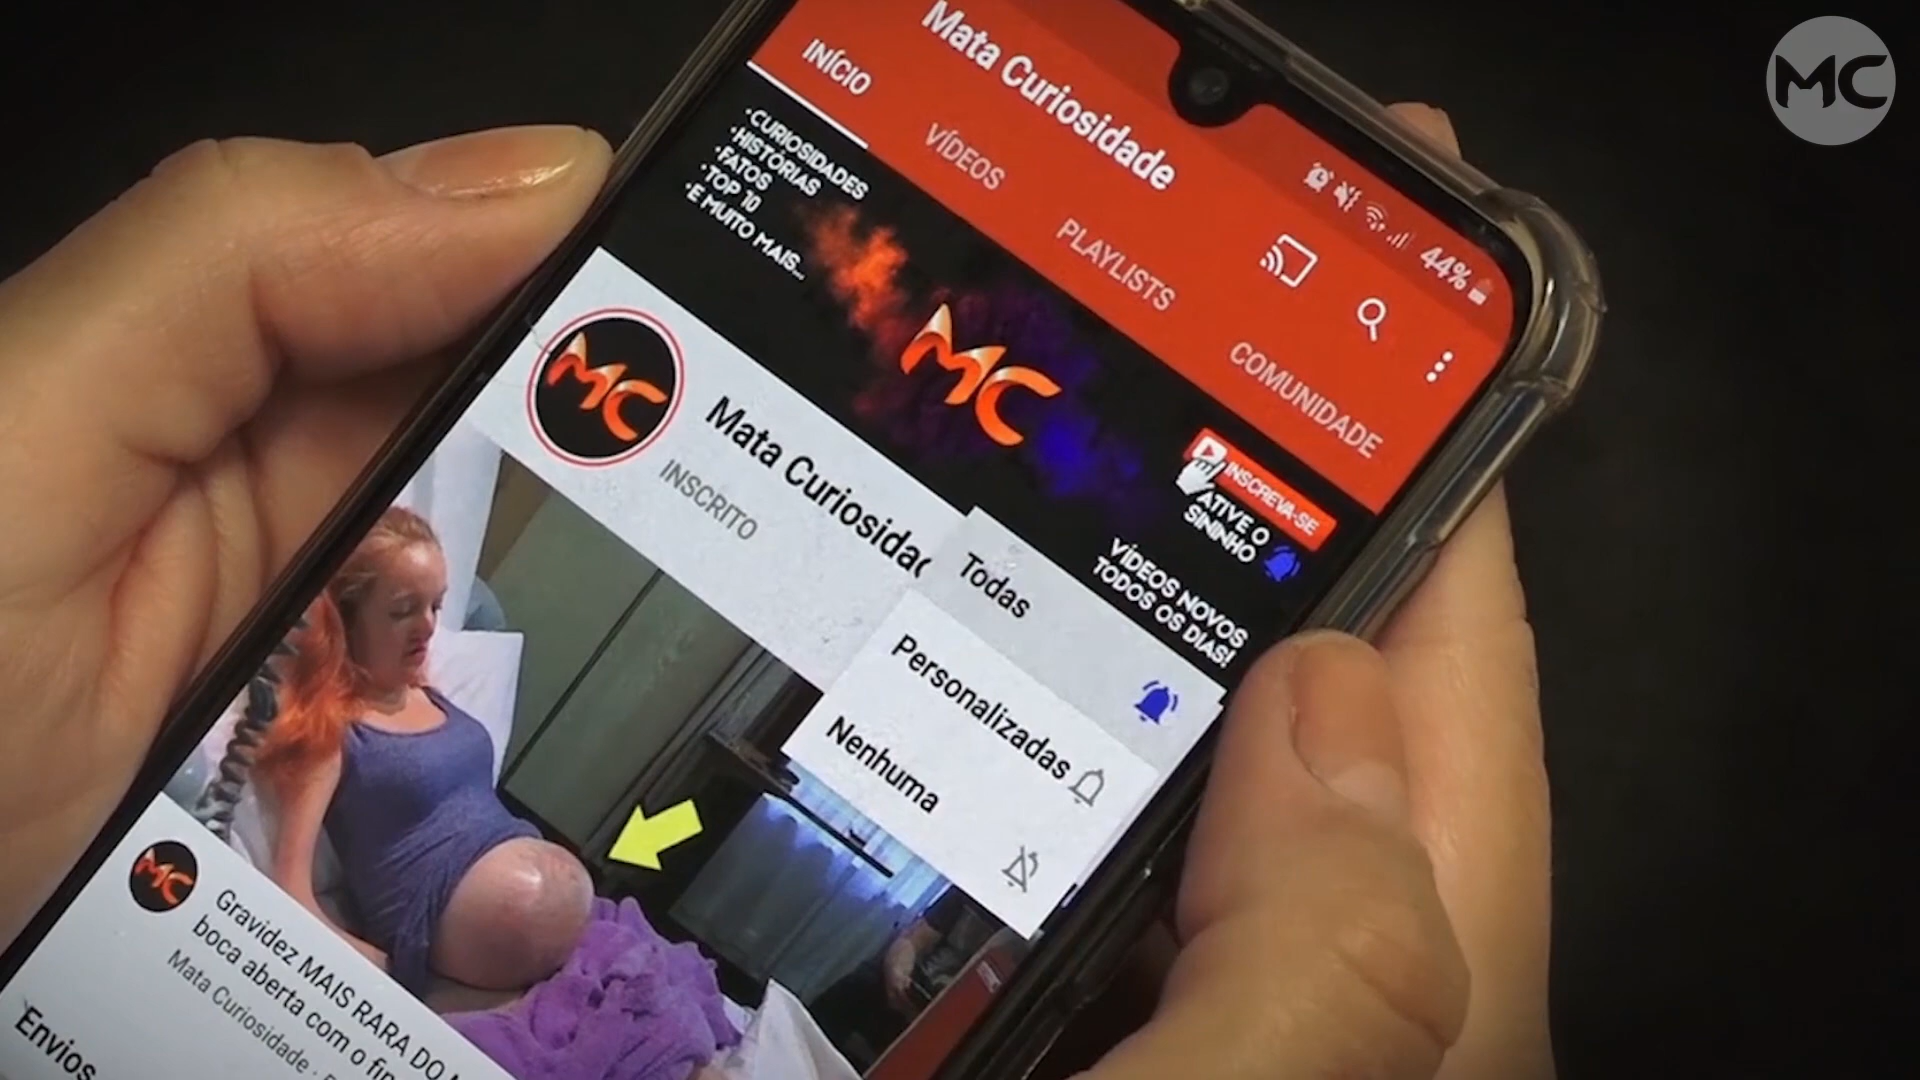 MC
Mata Curiosidade
44%
INÍCIO
VÍDEOS
PLAYLISTS
COMUNIDADE
•CURIOSIDADES
•HISTÓRIAS
•FATOS
•TOP 10
•E MUITO MAIS...
MC
INSCREVA-SE
ATIVE O
SININHO
VÍDEOS NOVOS
TODOS OS DIAS!
MC
Mata Curiosidad
INSCRITO
Todas
Personalizadas
Nenhuma
MC
Gravidez MAIS RARA DO
boca aberta com o
Mata Curiosidade ·
Envios